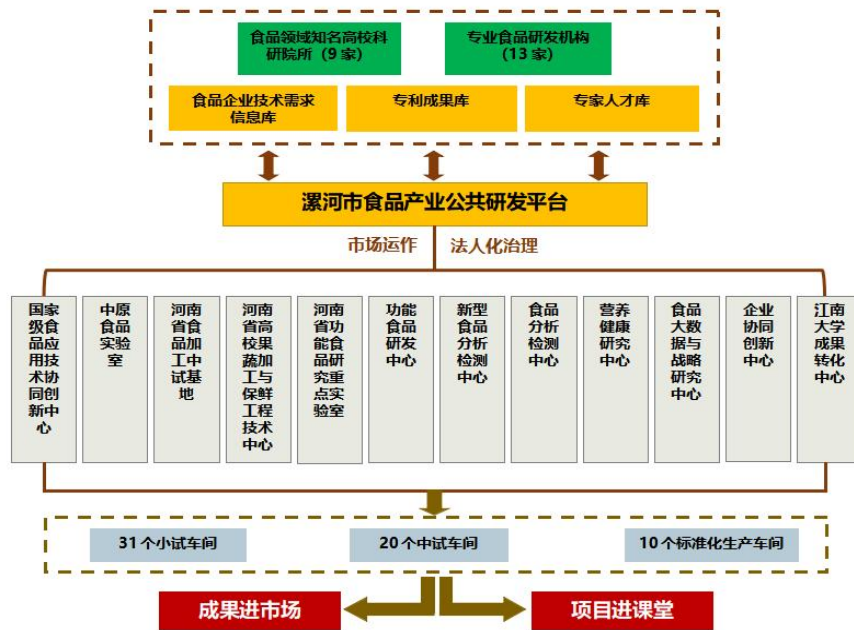 食品领域知名高校科
研院所（9家）
专业食品研发机构
（13家）
食品企业技术需求
信息库
专利成果库
专家人才库
漯河市食品产业公共研发平台
市场运作
法人化治理
国家
级食
品应
用技
术协
同创
新中
心
中原
食品
实验
室
河南
省食
品加
工中
试基
地
河南
省高
校果
蔬加
工与
保鲜
工程
技术
中心
河南
省功
能食
品研
究重
点实
验室
功能
食品
研发
中心
新型
食品
分析
检测
中心
食品
分析
检测
中心
营养
健康
研究
中心
食品
大数
据与
战略
研究
中心
企业
协同
创新
中心
江南
大学
成果
转化
中心
31个小试车间
20个中试车间
10个标准化生产车间
成果进市场
项目进课堂